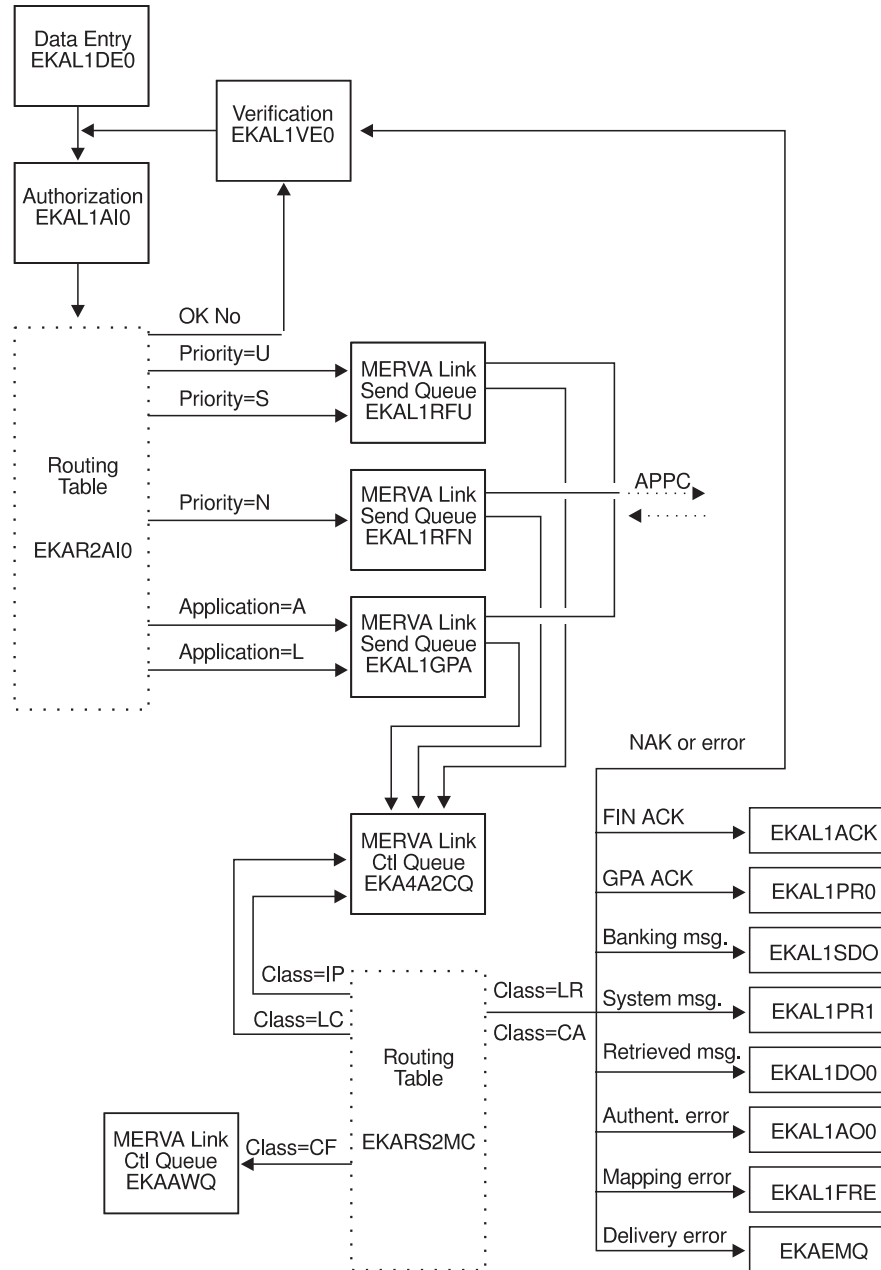 Data Entry
EKAL1DE0
Verification
EKAL1VE0
Authorization
EKAL1AI0
OK No
Priority=U
Priority=S
MERVA Link
Send Queue
EKAL1RFU
Routing
Table
EKAR2AI0
Priority=N
MERVA Link
Send Queue
EKAL1RFN
APPC
Application=A
Application=L
MERVA Link
Send Queue
EKAL1GPA
NAK or error
MERVA Link
Ctl Queue
EKA4A2CQ
FIN ACK
EKAL1ACK
GPA ACK
EKAL1PR0
Banking msg.
EKAL1SDO
Class=IP
Class=LC
Class=LR
Class=CA
System msg.
EKAL1PR1
Routing
Table
EKARS2MC
Retrieved msg.
EKAL1DO0
Authent. error
EKAL1AO0
MERVA Link
Ctl Queue
EKAAWQ
Class=CF
Mapping error
EKAL1FRE
Delivery error
EKAEMQ